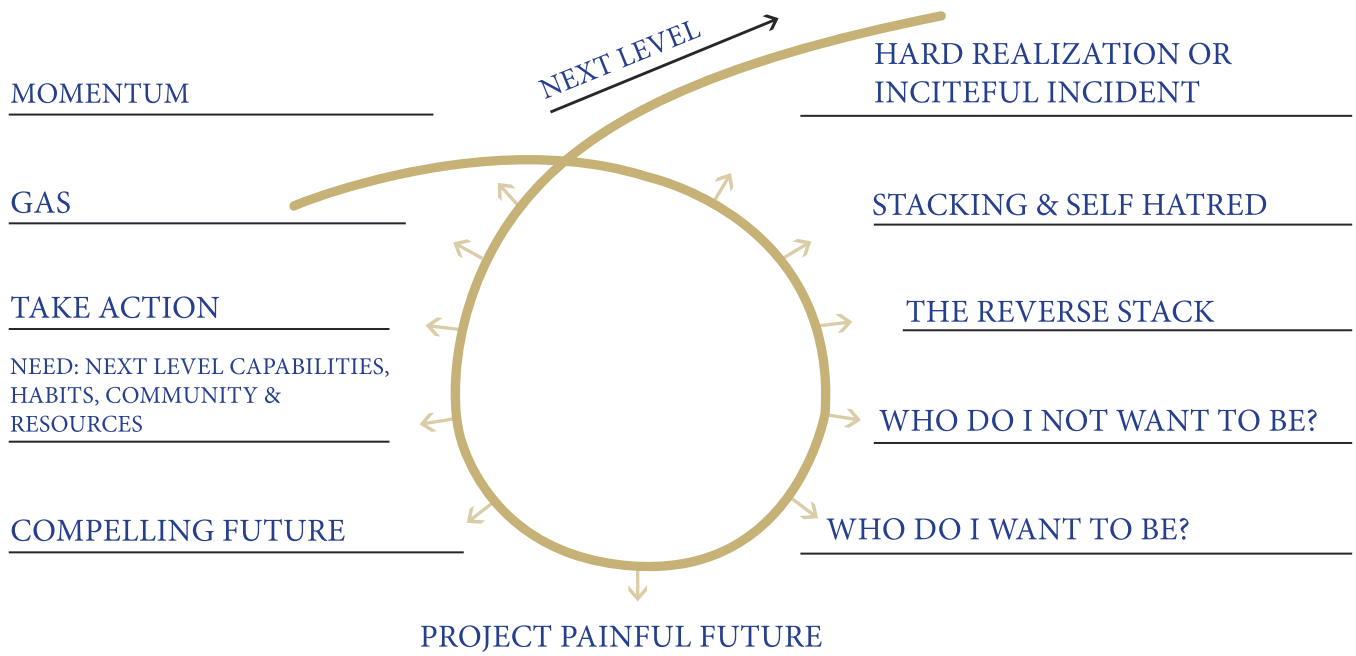 NEXT LEVEL
HARD REALIZATION OR
INCITEFUL INCIDENT
STACKING & SELF HATRED
THE REVERSE STACK
WHO DO I NOT WANT TO BE?
WHO DO I WANT TO BE?
PROJECT PAINFUL FUTURE
MOMENTUM
GAS
TAKE ACTION
NEED: NEXT LEVEL CAPABILITIES,
HABITS, COMMUNITY &
RESOURCES
COMPELLING FUTURE